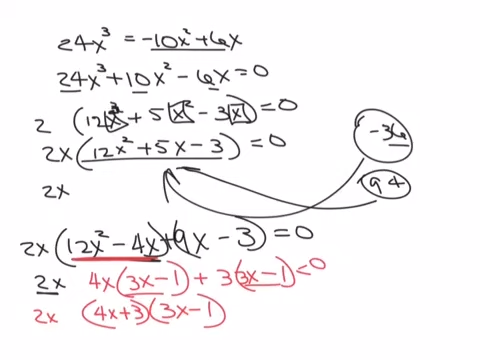 24x³ = -10x² + 6x
24x³ + 10x² - 6x = 0
2 (12x³ + 5x² - 3x) = 0
2x (12x² + 5x - 3) = 0
-36
9 4
2x
2x (12x² - 4x) + (9x - 3) = 0
2x 4x (3x - 1) + 3 (3x - 1) = 0
2x (4x + 3)(3x - 1)